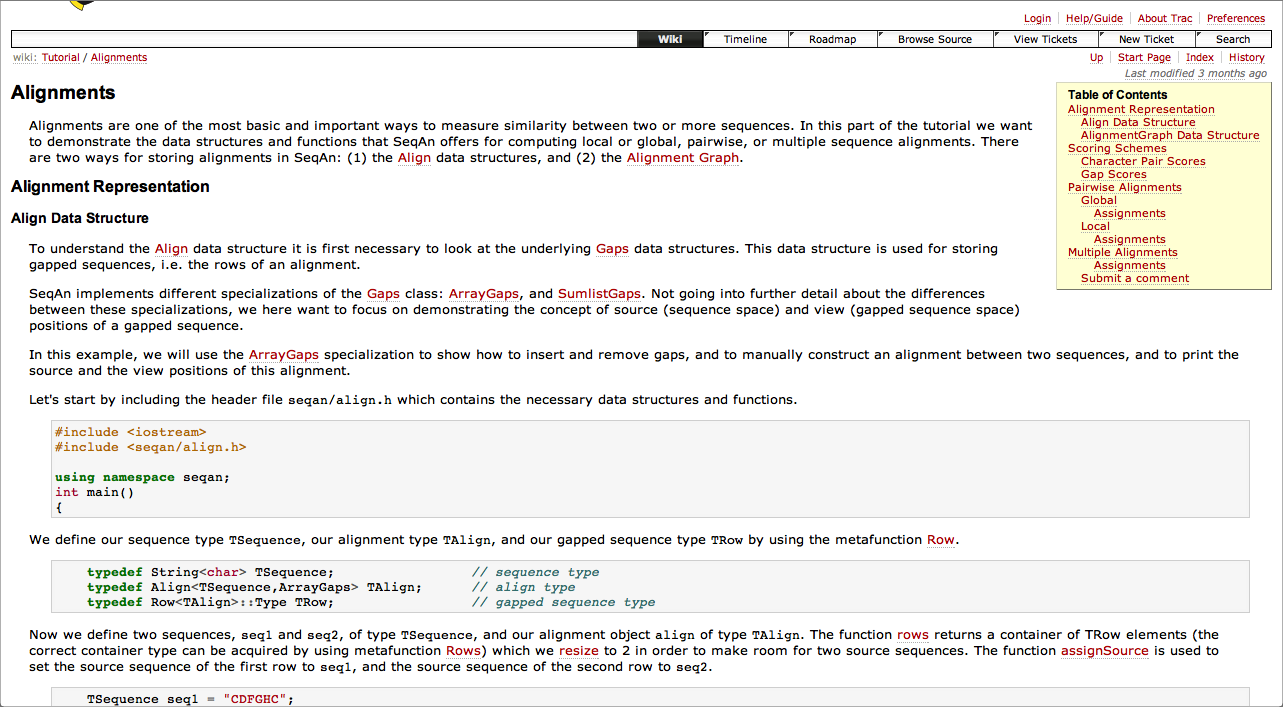 Login Help/Guide About Trac Preferences
Wiki Timeline Roadmap Browse Source View Tickets New Ticket Search
wiki: Tutorial / Alignments
Up Start Page Index History
Last modified 3 months ago
Alignments
Alignments are one of the most basic and important ways to measure similarity between two or more sequences. In this part of the tutorial we want
to demonstrate the data structures and functions that SeqAn offers for computing local or global, pairwise, or multiple sequence alignments. There
are two ways for storing alignments in SeqAn: (1) the Align data structures, and (2) the Alignment Graph.
Table of Contents
Alignment Representation
Align Data Structure
AlignmentGraph Data Structure
Scoring Schemes
Character Pair Scores
Gap Scores
Pairwise Alignments
Global
Assignments
Local
Assignments
Multiple Alignments
Assignments
Submit a comment
Alignment Representation
Align Data Structure
To understand the Align data structure it is first necessary to look at the underlying Gaps data structures. This data structure is used for storing
gapped sequences, i.e. the rows of an alignment.
SeqAn implements different specializations of the Gaps class: ArrayGaps, and SumlistGaps. Not going into further detail about the differences
between these specializations, we here want to focus on demonstrating the concept of source (sequence space) and view (gapped sequence space)
positions of a gapped sequence.
In this example, we will use the ArrayGaps specialization to show how to insert and remove gaps, and to manually construct an alignment between two sequences, and to print the
source and the view positions of this alignment.
Let's start by including the header file seqan/align.h which contains the necessary data structures and functions.
#include <iostream>
#include <seqan/align.h>
using namespace seqan;
int main()
{
We define our sequence type TSequence, our alignment type TAlign, and our gapped sequence type TRow by using the metafunction Row.
typedef String<char> TSequence; // sequence type
typedef Align<TSequence,ArrayGaps> TAlign; // align type
typedef Row<TAlign>::Type TRow; // gapped sequence type
Now we define two sequences, seq1 and seq2, of type TSequence, and our alignment object align of type TAlign. The function rows returns a container of TRow elements (the
correct container type can be acquired by using metafunction Rows) which we resize to 2 in order to make room for two source sequences. The function assignSource is used to
set the source sequence of the first row to seq1, and the source sequence of the second row to seq2.
TSequence seq1 = "CDFGHC";